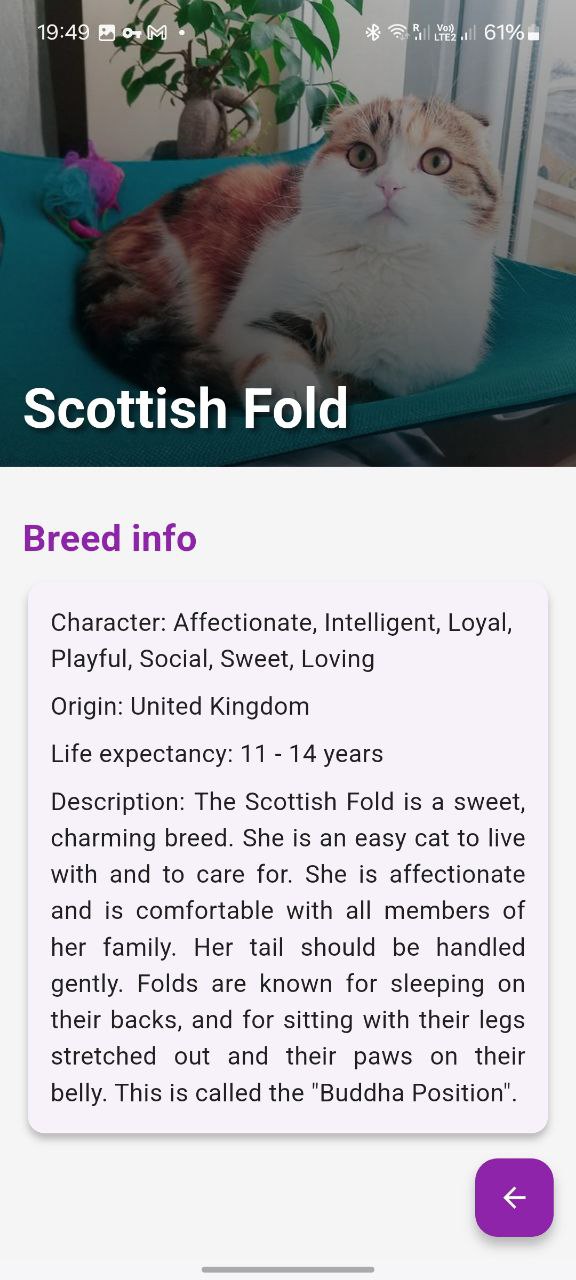 19:49
R
Vo)
LTE2
61%
Scottish Fold
Breed info
Character: Affectionate, Intelligent, Loyal,
Playful, Social, Sweet, Loving
Origin: United Kingdom
Life expectancy: 11 - 14 years
Description: The Scottish Fold is a sweet,
charming breed. She is an easy cat to live
with and to care for. She is affectionate
and is comfortable with all members of
her family. Her tail should be handled
gently. Folds are known for sleeping on
their backs, and for sitting with their legs
stretched out and their paws on their
belly. This is called the "Buddha Position".